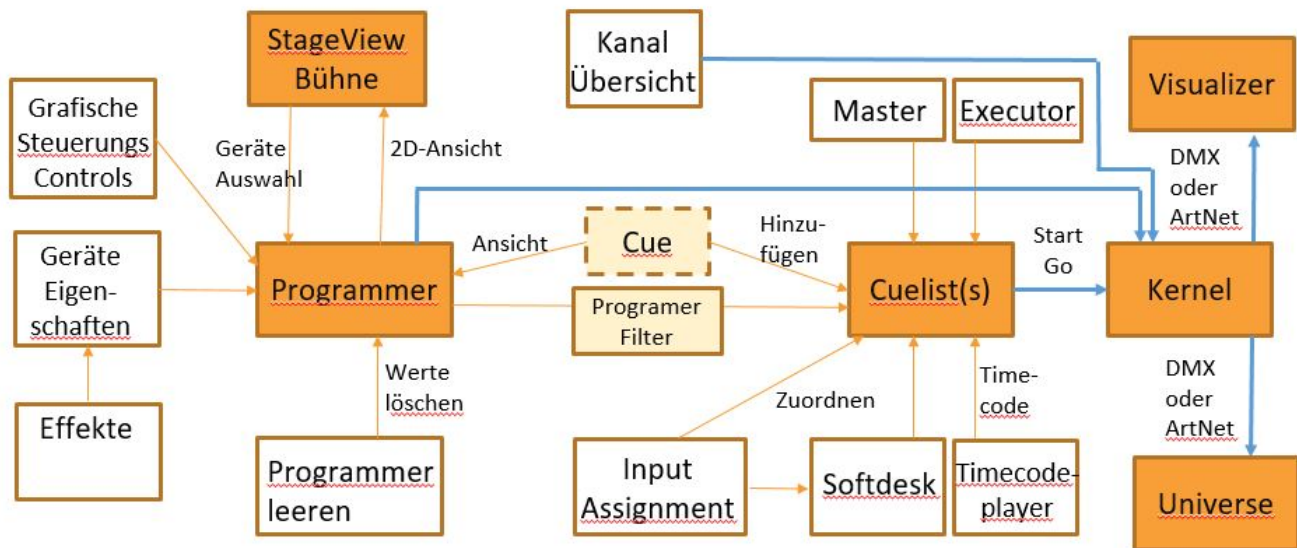 StageView
Bühne
Kanal
Übersicht
Visualizer
Grafische
Steuerungs
Controls
Master
Executor
Geräte
Auswahl
2D-Ansicht
DMX
oder
ArtNet
Geräte
Eigen-
schaften
Ansicht
Cue
Hinzu-
fügen
Start
Go
Programmer
Cuelist(s)
Kernel
Programer
Filter
Werte
löschen
Zuordnen
Time-
code
DMX
oder
ArtNet
Effekte
Programmer
leeren
Input
Assignment
Softdesk
Timecode-
player
Universe